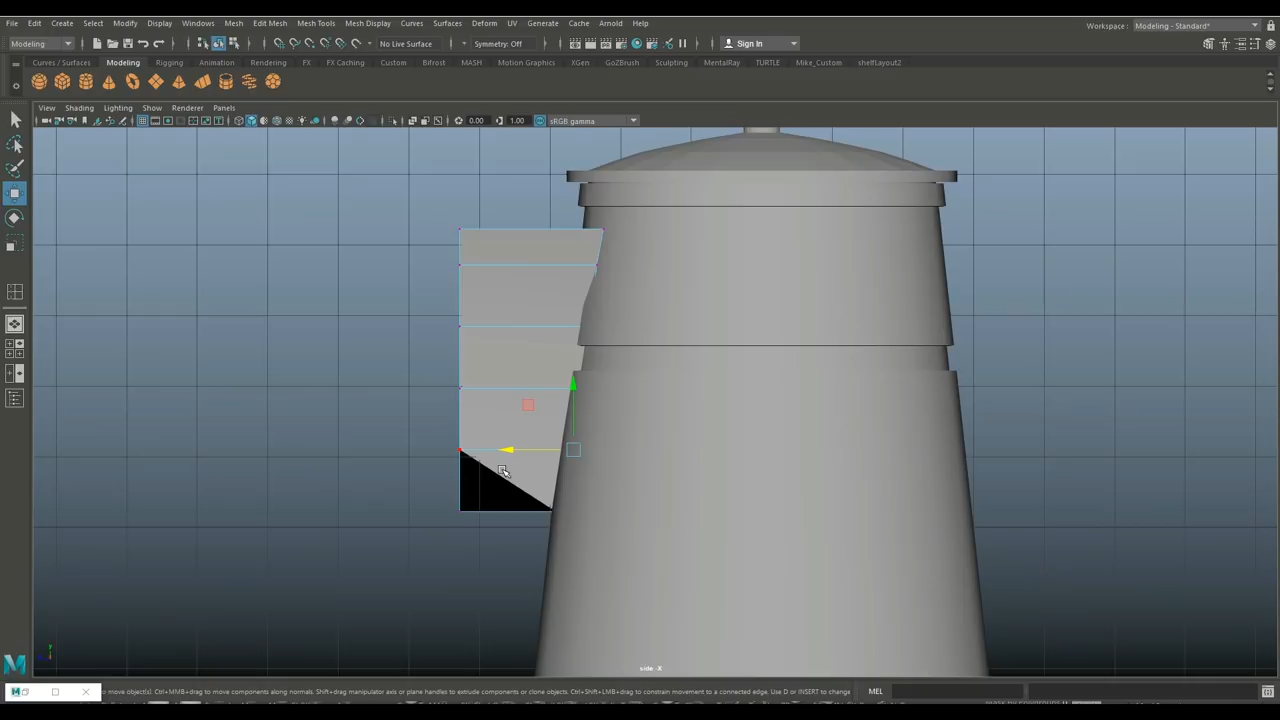 File Edit Create Select Modify Display Windows Mesh Edit Mesh Mesh Tools Mesh Display Curves Surfaces Deform UV Generate Cache Arnold Help
Workspace: Modeling - Standard*
Modeling No Live Surface Symmetry: Off Sign In
Curves / Surfaces Modeling Rigging Animation Rendering FX FX Caching Custom Bifrost MASH Motion Graphics XGen GoZBrush Sculpting MentalRay TURTLE Mike_Custom shelfLayout2
View Shading Lighting Show Renderer Panels
0.00 1.00 sRGB gamma
y
side -X
to move object(s). Ctrl+MMB+drag to move components along normals. Shift+drag manipulator axis or plane handles to extrude components or clone objects. Ctrl+Shift+LMB+drag to constrain movement to a connected edge. Use D or INSERT to change
MEL